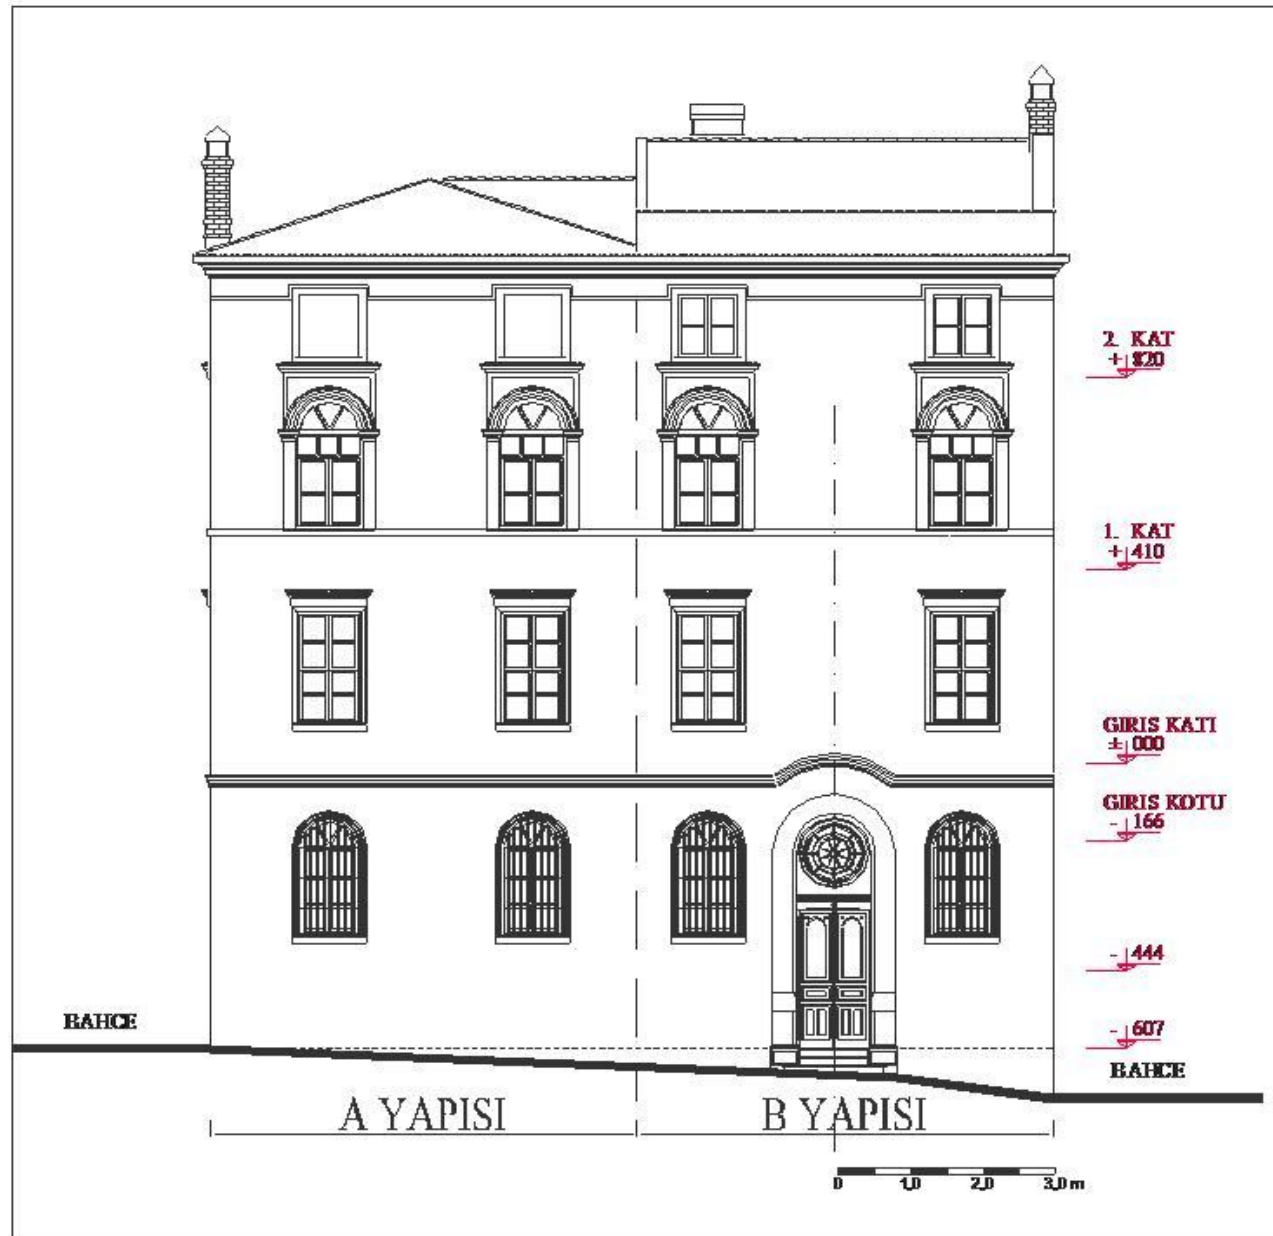 2. KAT
+ 820
1. KAT
+ 410
GIRIS KATI
± 000
GIRIS KOTU
- 166
- 444
- 607
BAHCE
BAHCE
A YAPISI
B YAPISI
0 1,0 2,0 3,0 m